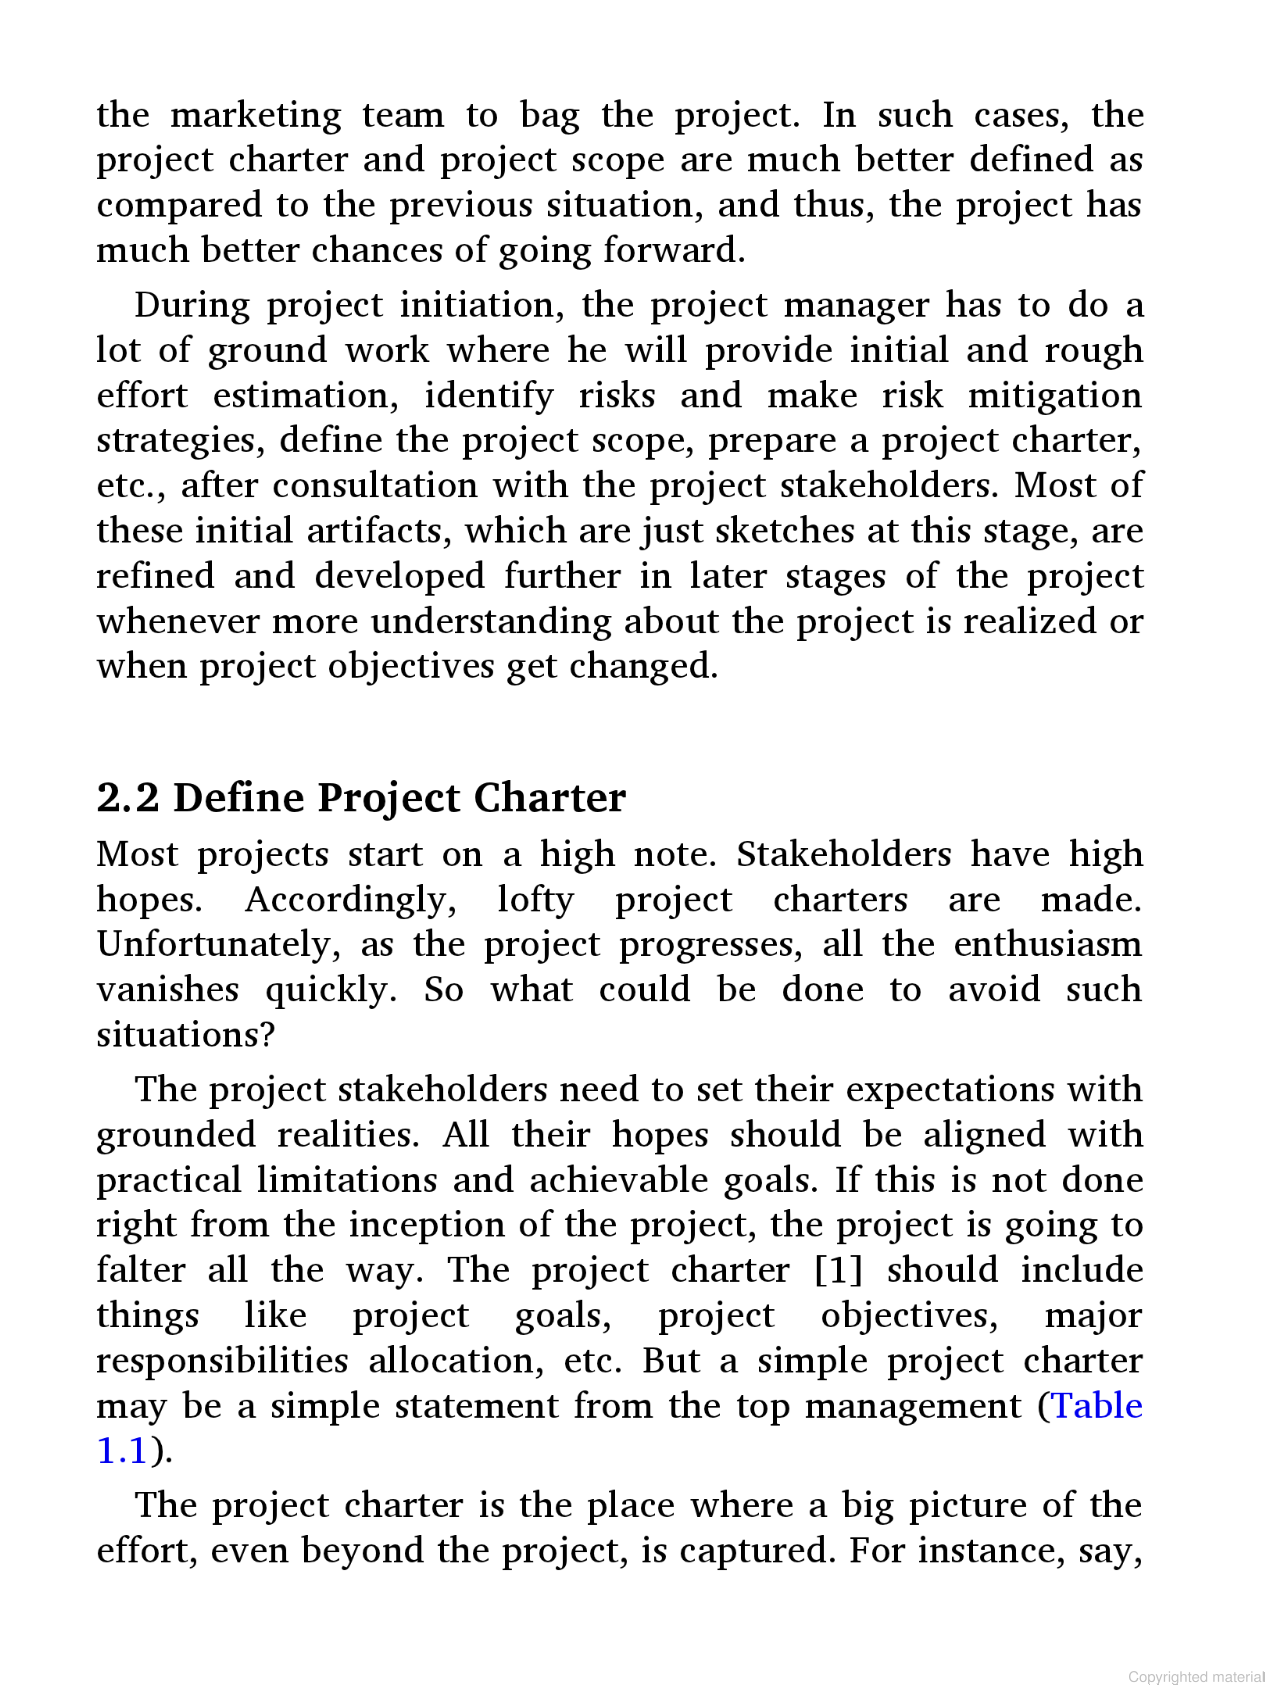 the marketing team to bag the project. In such cases, the
project charter and project scope are much better defined as
compared to the previous situation, and thus, the project has
much better chances of going forward.
During project initiation, the project manager has to do a
lot of ground work where he will provide initial and rough
effort estimation, identify risks and make risk mitigation
strategies, define the project scope, prepare a project charter,
etc., after consultation with the project stakeholders. Most of
these initial artifacts, which are just sketches at this stage, are
refined and developed further in later stages of the project
whenever more understanding about the project is realized or
when project objectives get changed.
2.2 Define Project Charter
Most projects start on a high note. Stakeholders have high
hopes. Accordingly, lofty project charters are made.
Unfortunately, as the project progresses, all the enthusiasm
vanishes quickly. So what could be done to avoid such
situations?
The project stakeholders need to set their expectations with
grounded realities. All their hopes should be aligned with
practical limitations and achievable goals. If this is not done
right from the inception of the project, the project is going to
falter all the way. The project charter [1] should include
things like project goals, project objectives, major
responsibilities allocation, etc. But a simple project charter
may be a simple statement from the top management (Table
1.1).
The project charter is the place where a big picture of the
effort, even beyond the project, is captured. For instance, say,
Copyrighted material